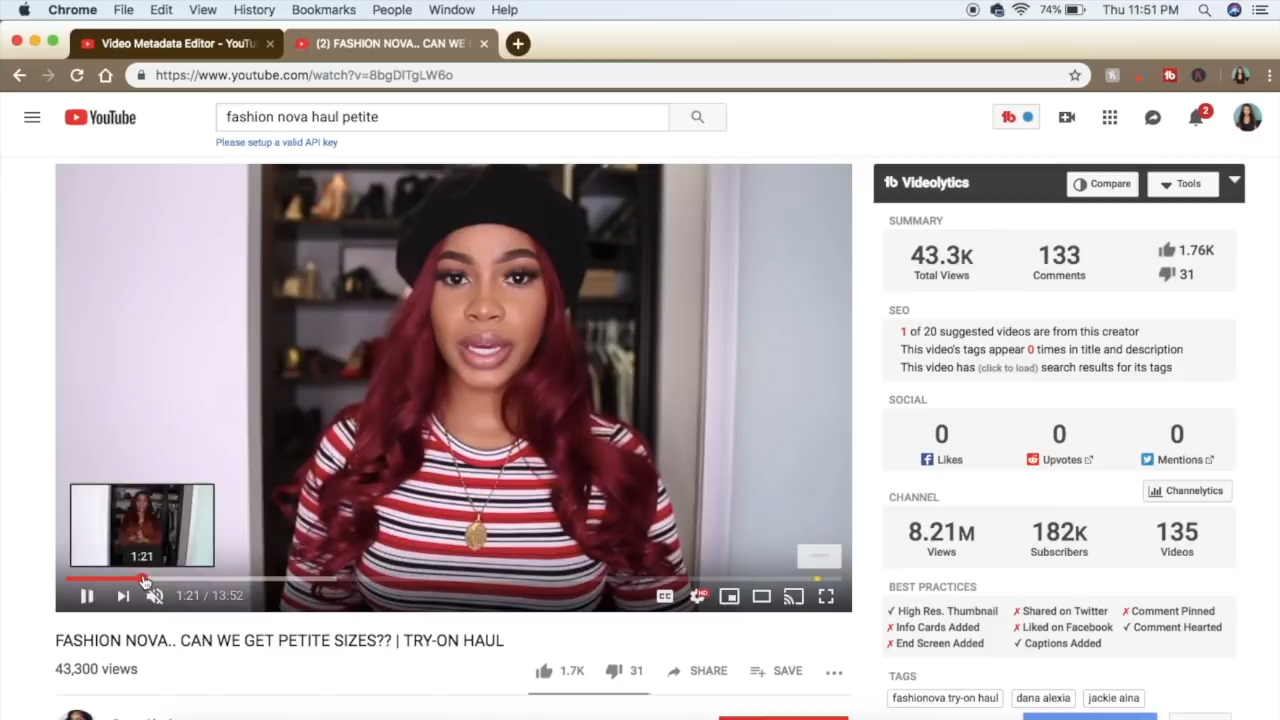 Chrome File Edit View History Bookmarks People Window Help 74% Thu 11:51 PM
Video Metadata Editor - YouTu × (2) FASHION NOVA.. CAN WE ×
https://www.youtube.com/watch?v=8bgDlTgLW6o
YouTube
fashion nova haul petite
2
Please setup a valid API key
Videolytics Compare Tools
SUMMARY
43.3K 133 1.76K
Total Views Comments 31
SEO
1 of 20 suggested videos are from this creator
This video's tags appear 0 times in title and description
This video has (click to load) search results for its tags
SOCIAL
0 0 0
Likes Upvotes Mentions
CHANNEL Channelytics
8.21M 182K 135
Views Subscribers Videos
BEST PRACTICES
✓ High Res. Thumbnail ✗ Shared on Twitter ✗ Comment Pinned
✗ Info Cards Added ✗ Liked on Facebook ✓ Comment Hearted
✗ End Screen Added ✓ Captions Added
TAGS
fashionova try-on haul dana alexia jackie aina
1:21
1:21 / 13:52 CC HD
FASHION NOVA.. CAN WE GET PETITE SIZES?? | TRY-ON HAUL
43,300 views 1.7K 31 SHARE SAVE